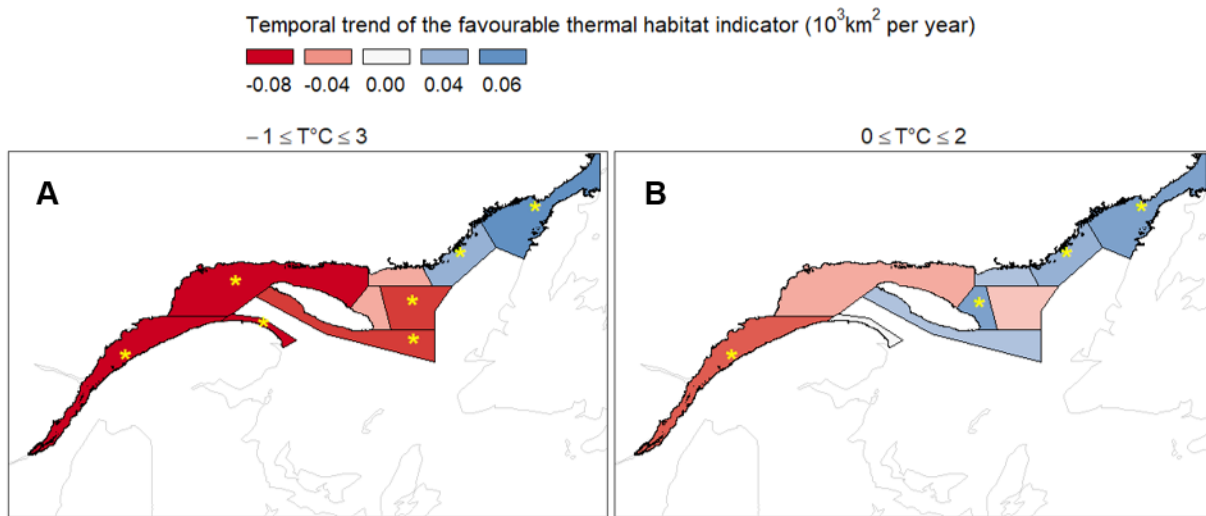 Temporal trend of the favourable thermal habitat indicator (10³km² per year)
-0.08 -0.04 0.00 0.04 0.06
− 1 ≤ T°C ≤ 3
0 ≤ T°C ≤ 2
A
B